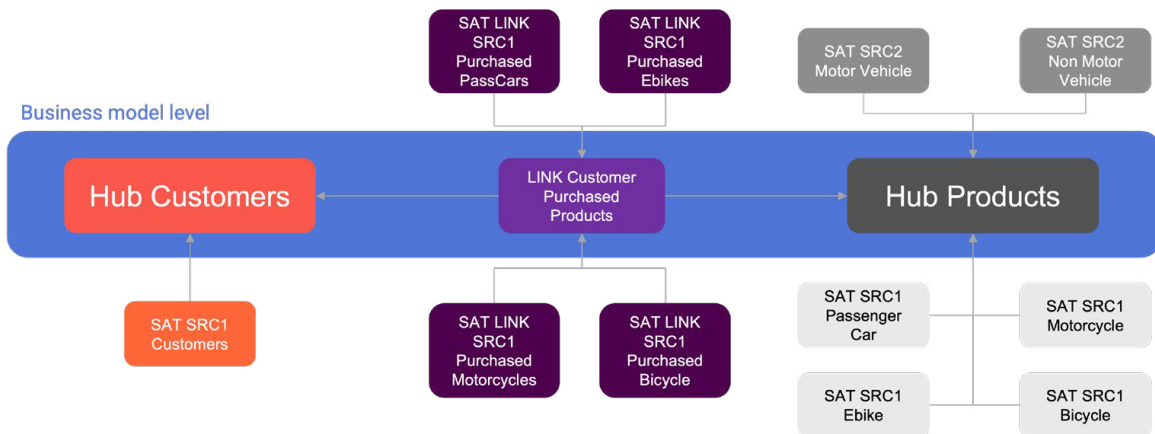 SAT LINK
SRC1
Purchased
PassCars
SAT LINK
SRC1
Purchased
Ebikes
SAT SRC2
Motor Vehicle
SAT SRC2
Non Motor
Vehicle
Business model level
Hub Customers
LINK Customer
Purchased
Products
Hub Products
SAT SRC1
Customers
SAT LINK
SRC1
Purchased
Motorcycles
SAT LINK
SRC1
Purchased
Bicycle
SAT SRC1
Passenger
Car
SAT SRC1
Motorcycle
SAT SRC1
Ebike
SAT SRC1
Bicycle